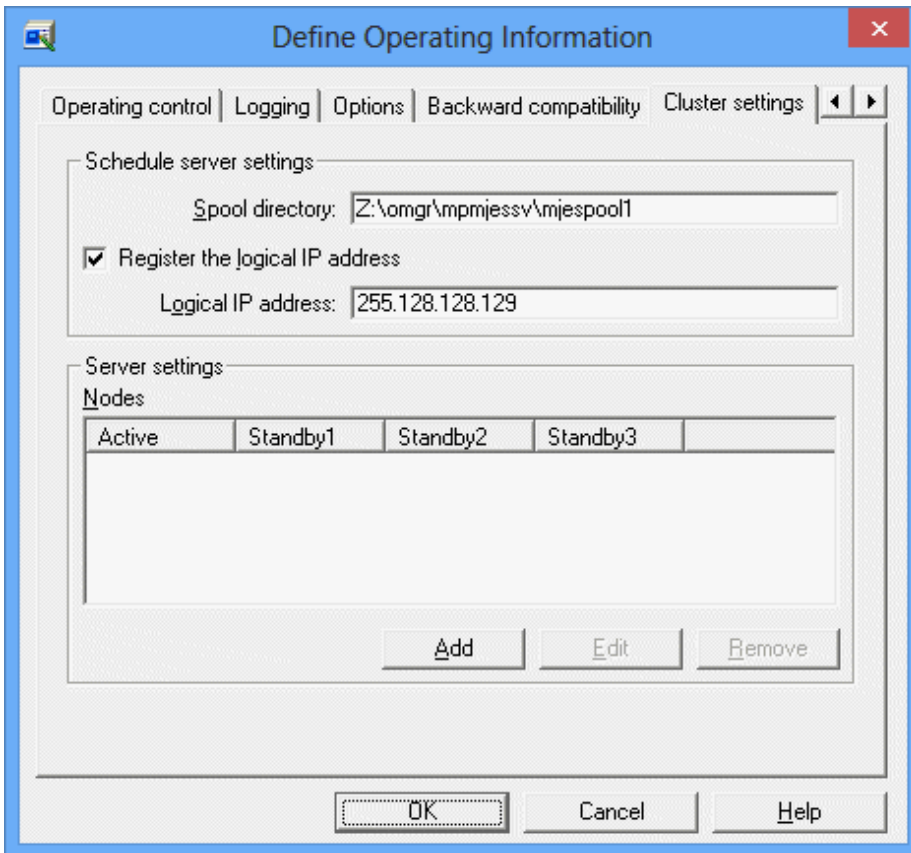 Define Operating Information
Operating control Logging Options Backward compatibility Cluster settings
Schedule server settings
Spool directory: Z:\omgr\mpmjessv\mjespool1
Register the logical IP address
Logical IP address: 255.128.128.129
Server settings
Nodes
Active Standby1 Standby2 Standby3
Add Edit Remove
OK Cancel Help